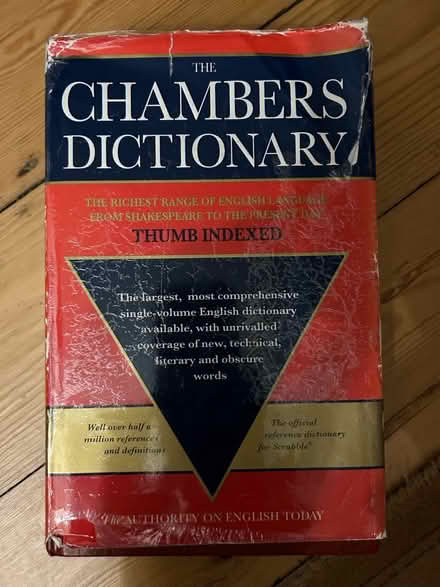 THE
CHAMBERS
DICTIONARY
THE RICHEST RANGE OF ENGLISH LANGUAGE
FROM SHAKESPEARE TO THE PRESENT DAY
THUMB INDEXED
The largest, most comprehensive
single-volume English dictionary
available, with unrivalled
coverage of new, technical,
literary and obscure
words
Well over half a
million references
and definitions
The official
reference dictionary
for Scrabble®
The AUTHORITY ON ENGLISH TODAY